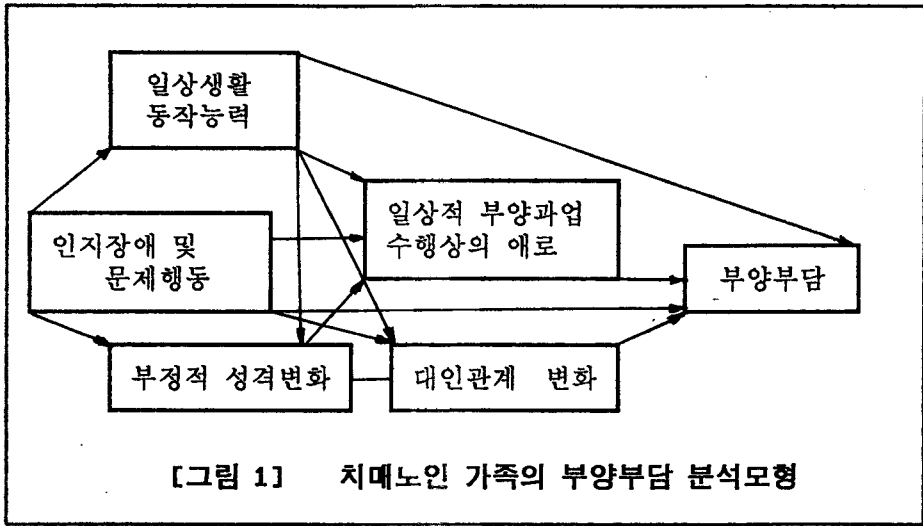 일상생활
동작능력
일상적 부양과업
수행상의 애로
인지장애 및
문제행동
부양부담
부정적 성격변화
대인관계 변화
[그림 1] 치매노인 가족의 부양부담 분석모형